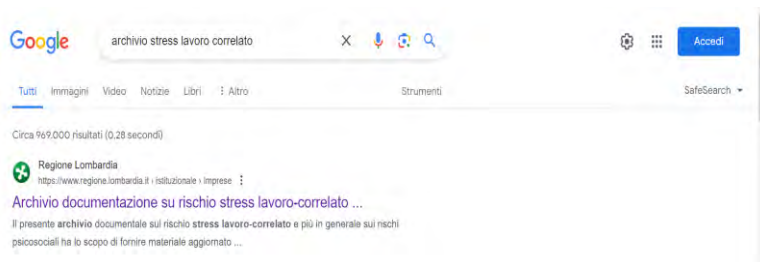 Google archivio stress lavoro correlato Accedi
Tutti Immagini Video Notizie Libri Altro Strumenti SafeSearch
Circa 969.000 risultati (0,28 secondi)
Regione Lombardia
https://www.regione.lombardia.it › istituzionale › Imprese
Archivio documentazione su rischio stress lavoro-correlato ...
Il presente archivio documentale sul rischio stress lavoro-correlato e più in generale sui rischi
psicosociali ha lo scopo di fornire materiale aggiornato ...